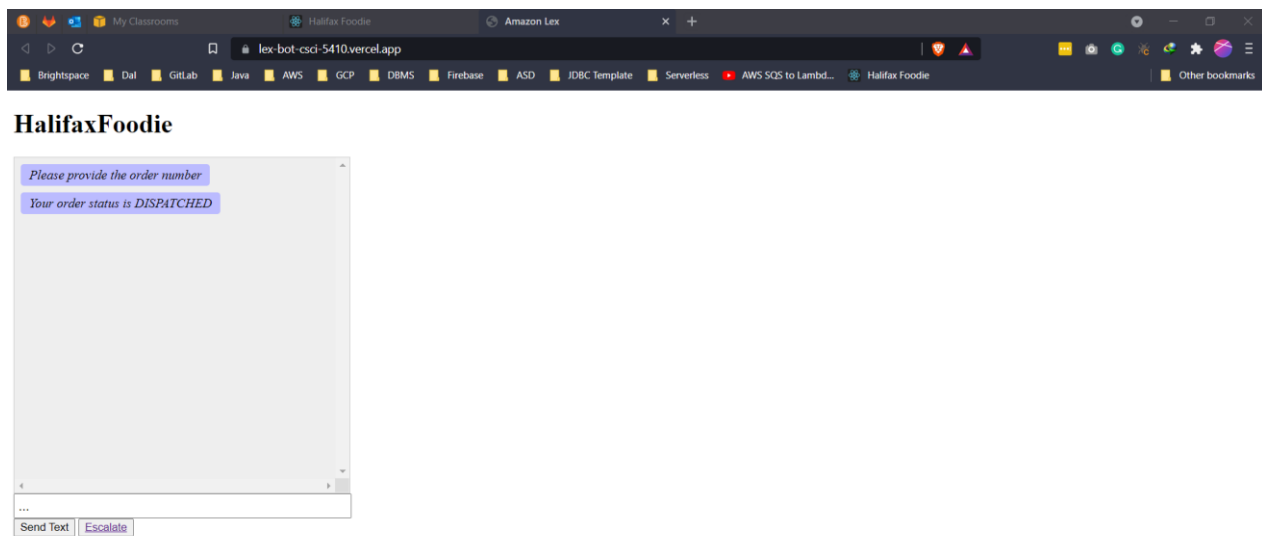 My Classrooms
Halifax Foodie
Amazon Lex
lex-bot-csci-5410.vercel.app
Brightspace Dal GitLab Java AWS GCP DBMS Firebase ASD JDBC Template Serverless AWS SQS to Lambd... Halifax Foodie Other bookmarks
HalifaxFoodie
Please provide the order number
Your order status is DISPATCHED
...
Send Text Escalate